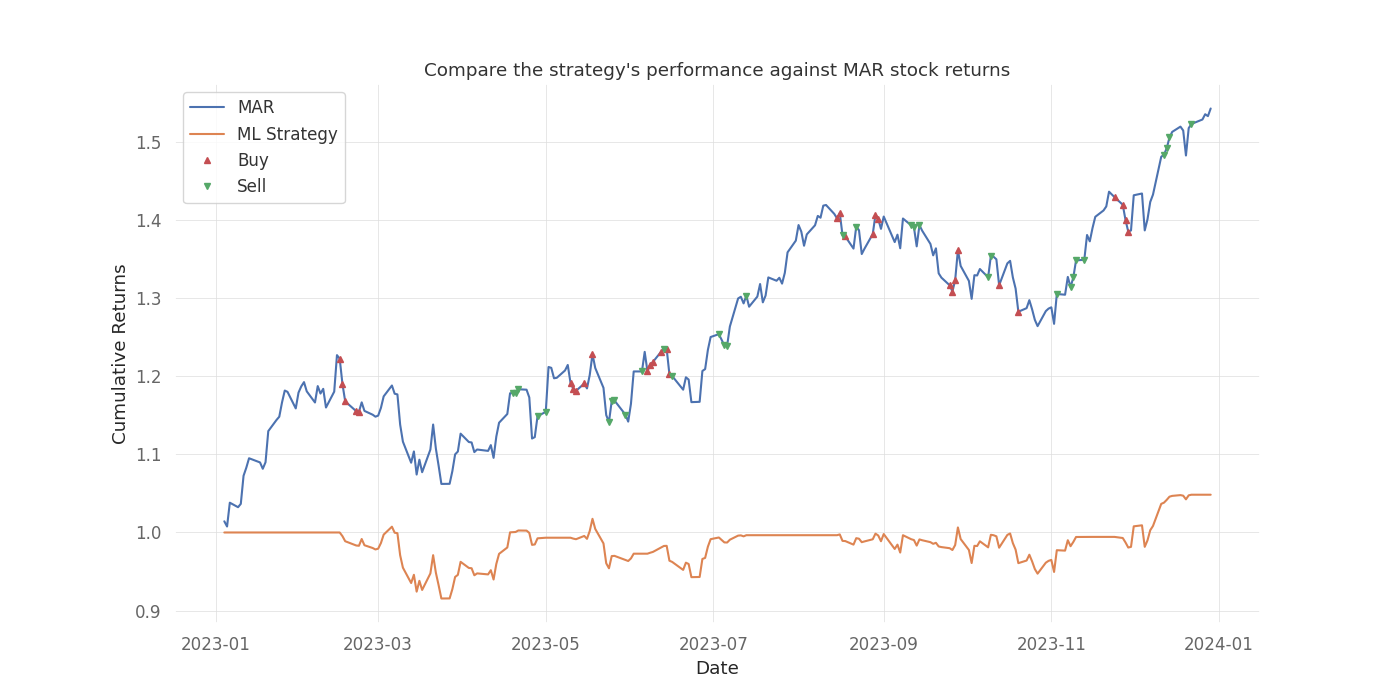 Compare the strategy's performance against MAR stock returns
MAR
ML Strategy
Buy
Sell
Cumulative Returns
1.5
1.4
1.3
1.2
1.1
1.0
0.9
2023-01 2023-03 2023-05 2023-07 2023-09 2023-11 2024-01
Date